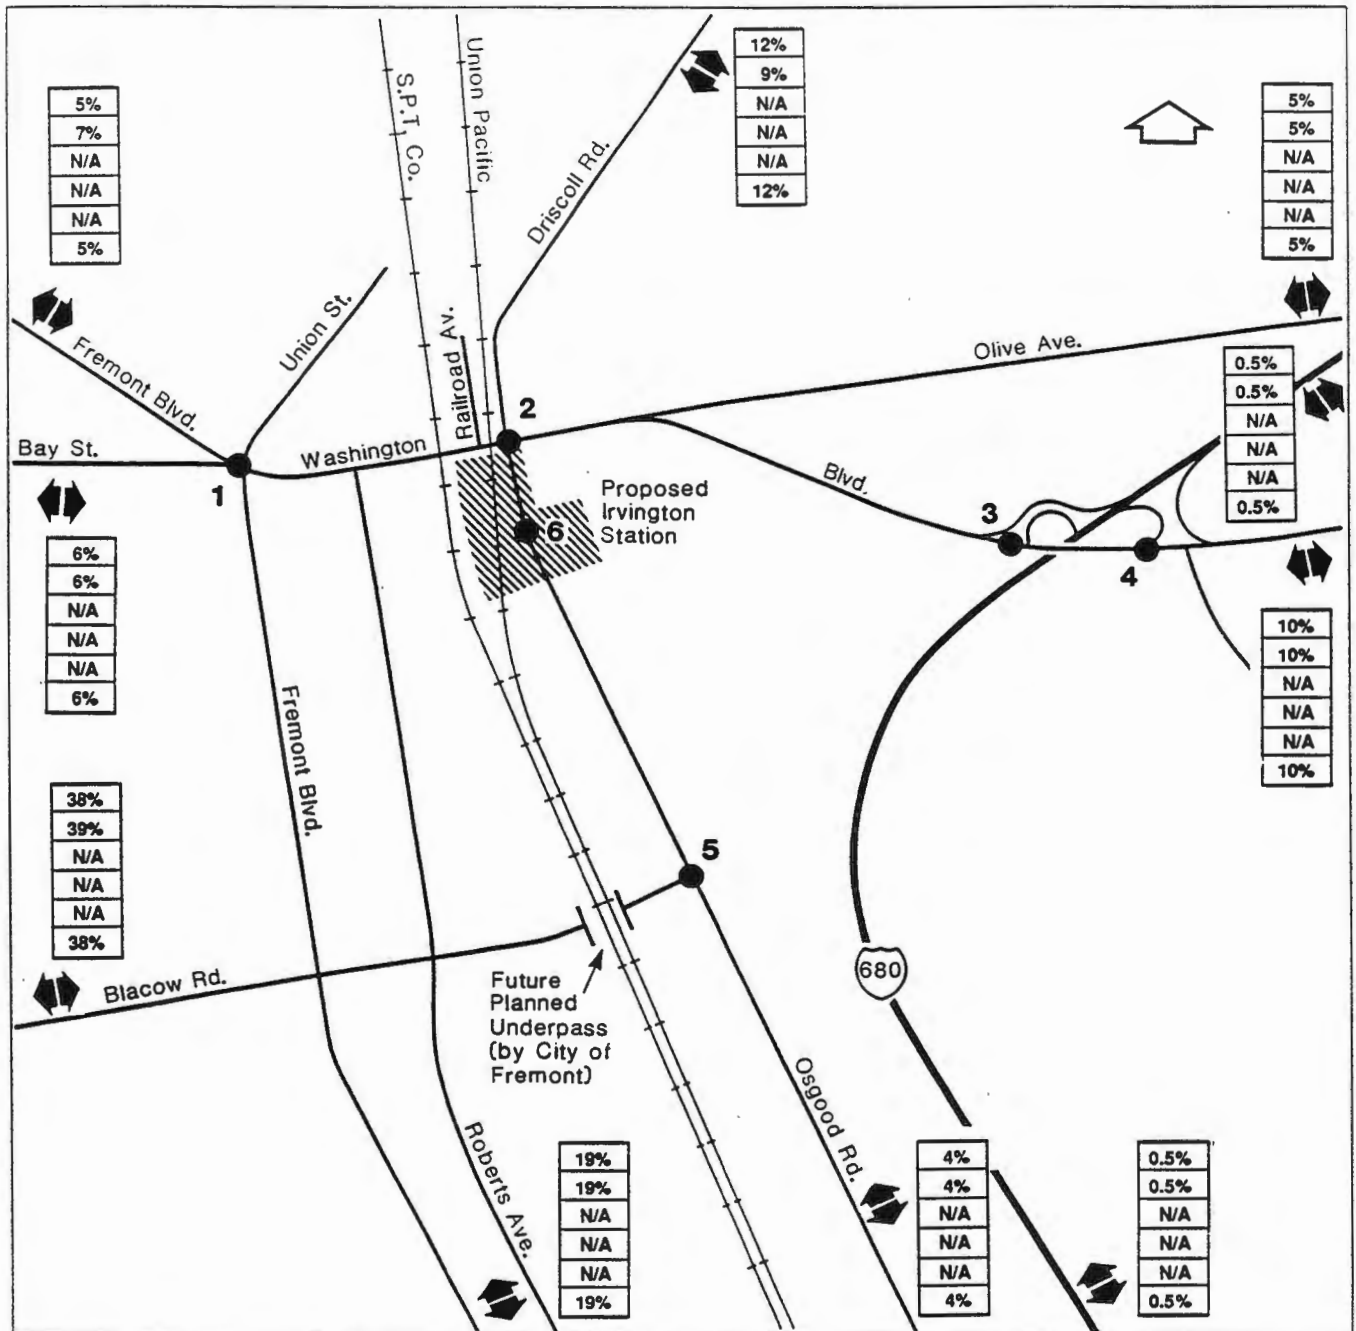 12%
9%
N/A
N/A
N/A
12%
5%
7%
N/A
N/A
N/A
5%
5%
5%
N/A
N/A
N/A
5%
S.P.T. Co.
Union Pacific
Driscoll Rd.
Union St.
Railroad Av.
Fremont Blvd.
Olive Ave.
0.5%
0.5%
N/A
N/A
N/A
0.5%
Bay St.
1
Washington
2
Blvd.
3
4
Proposed
Irvington
Station
6
6%
6%
N/A
N/A
N/A
6%
10%
10%
N/A
N/A
N/A
10%
Fremont Blvd.
38%
39%
N/A
N/A
N/A
38%
5
680
Blacow Rd.
Future
Planned
Underpass
(by City of
Fremont)
Osgood Rd.
Roberts Ave.
19%
19%
N/A
N/A
N/A
19%
4%
4%
N/A
N/A
N/A
4%
0.5%
0.5%
N/A
N/A
N/A
0.5%